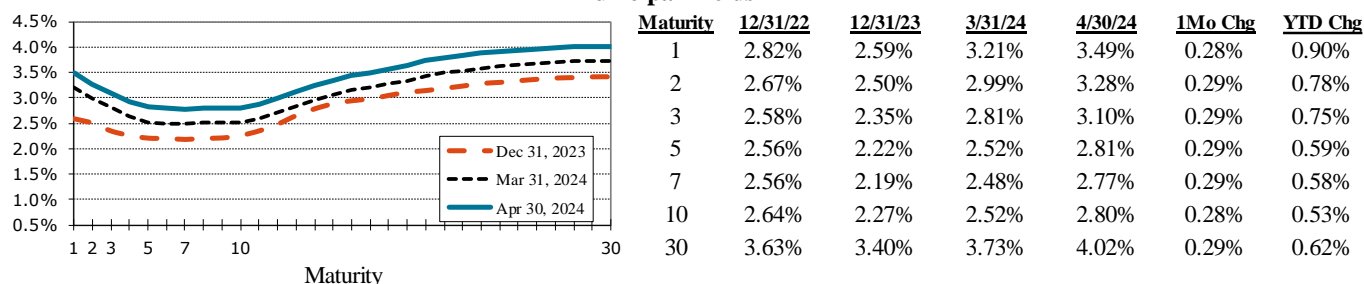 4.5%
4.0%
3.5%
3.0%
2.5%
2.0%
1.5%
1.0%
0.5%
Dec 31, 2023
Mar 31, 2024
Apr 30, 2024
1 2 3 5 7 10 30
Maturity
Maturity 12/31/22 12/31/23 3/31/24 4/30/24 1Mo Chg YTD Chg
1 2.82% 2.59% 3.21% 3.49% 0.28% 0.90%
2 2.67% 2.50% 2.99% 3.28% 0.29% 0.78%
3 2.58% 2.35% 2.81% 3.10% 0.29% 0.75%
5 2.56% 2.22% 2.52% 2.81% 0.29% 0.59%
7 2.56% 2.19% 2.48% 2.77% 0.29% 0.58%
10 2.64% 2.27% 2.52% 2.80% 0.28% 0.53%
30 3.63% 3.40% 3.73% 4.02% 0.29% 0.62%